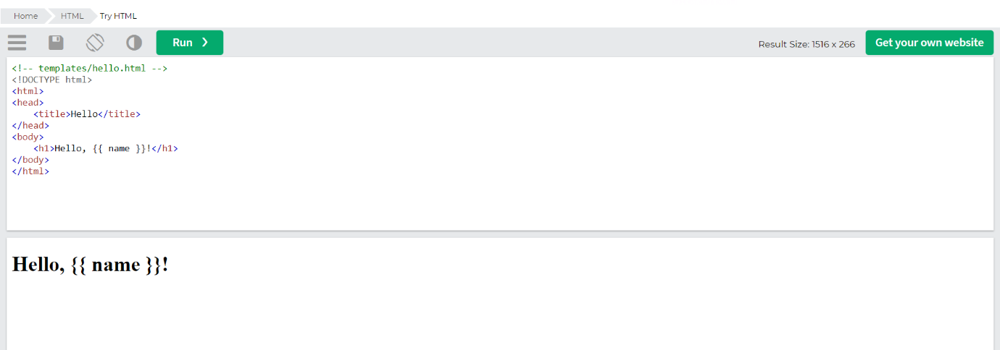 Home HTML Try HTML
Run ❯ Result Size: 1516 x 266 Get your own website
<!-- templates/hello.html -->
<!DOCTYPE html>
<html>
<head>
    <title>Hello</title>
</head>
<body>
    <h1>Hello, {{ name }}!</h1>
</body>
</html>
Hello, {{ name }}!